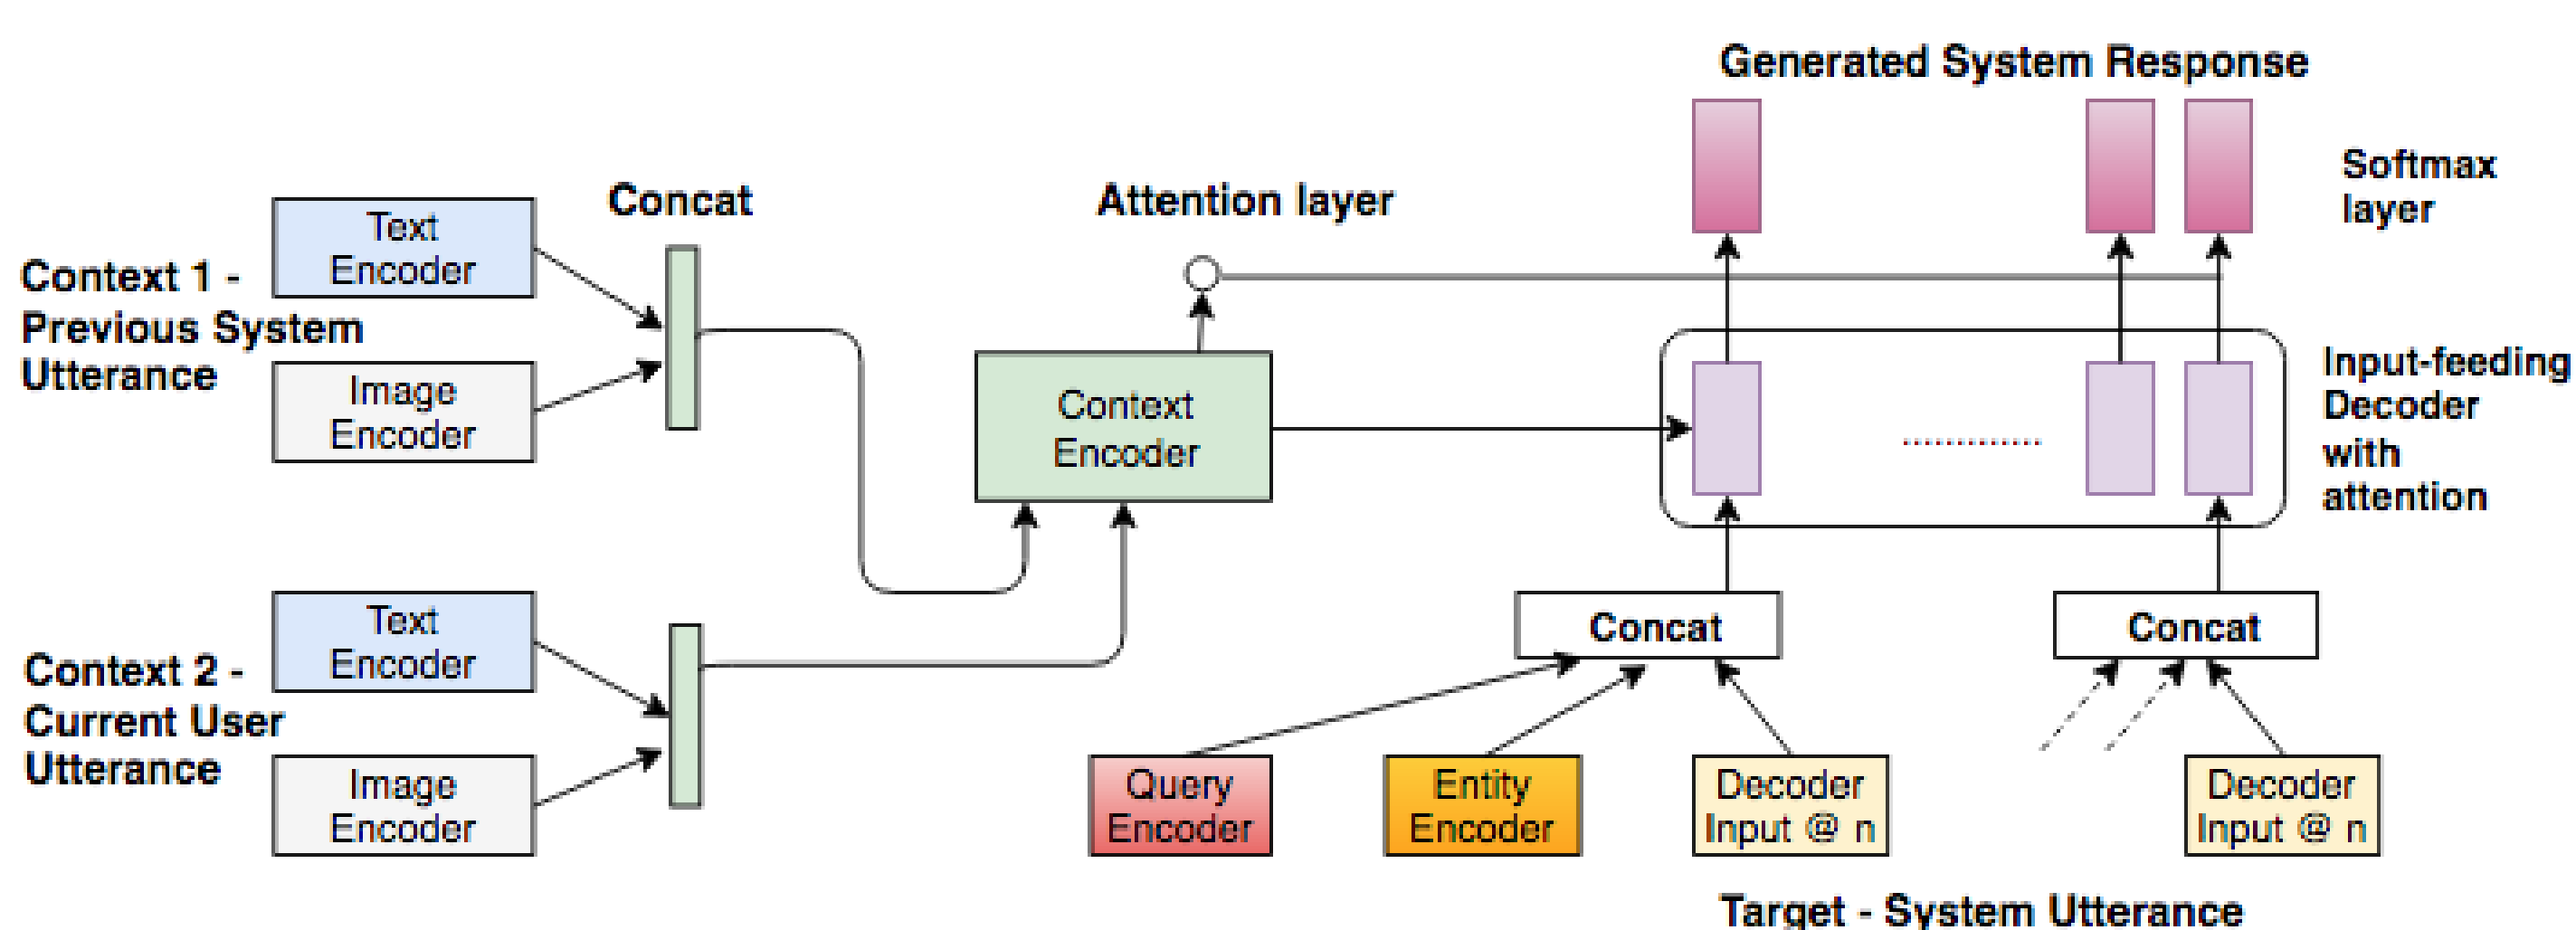 Generated System Response
Softmax
layer
Concat
Attention layer
Text
Encoder
Context 1 -
Previous System
Utterance
Image
Encoder
Context
Encoder
Input-feeding
Decoder
with
attention
Text
Encoder
Context 2 -
Current User
Utterance
Image
Encoder
Concat
Concat
Query
Encoder
Entity
Encoder
Decoder
Input @ n
Decoder
Input @ n
Target - System Utterance